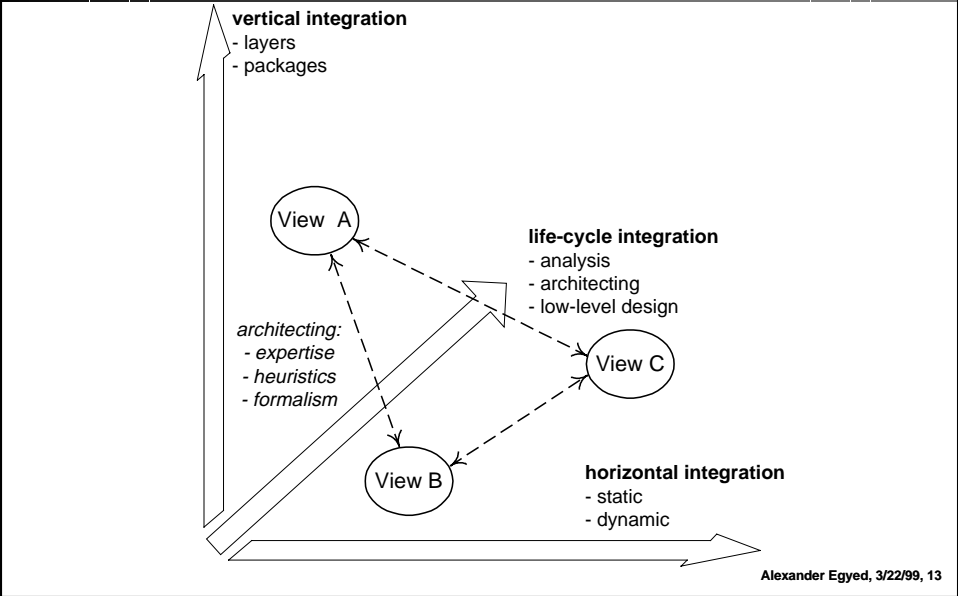 vertical integration
- layers
- packages
View A
life-cycle integration
- analysis
- architecting
- low-level design
architecting:
- expertise
- heuristics
- formalism
View C
View B
horizontal integration
- static
- dynamic
Alexander Egyed, 3/22/99, 13